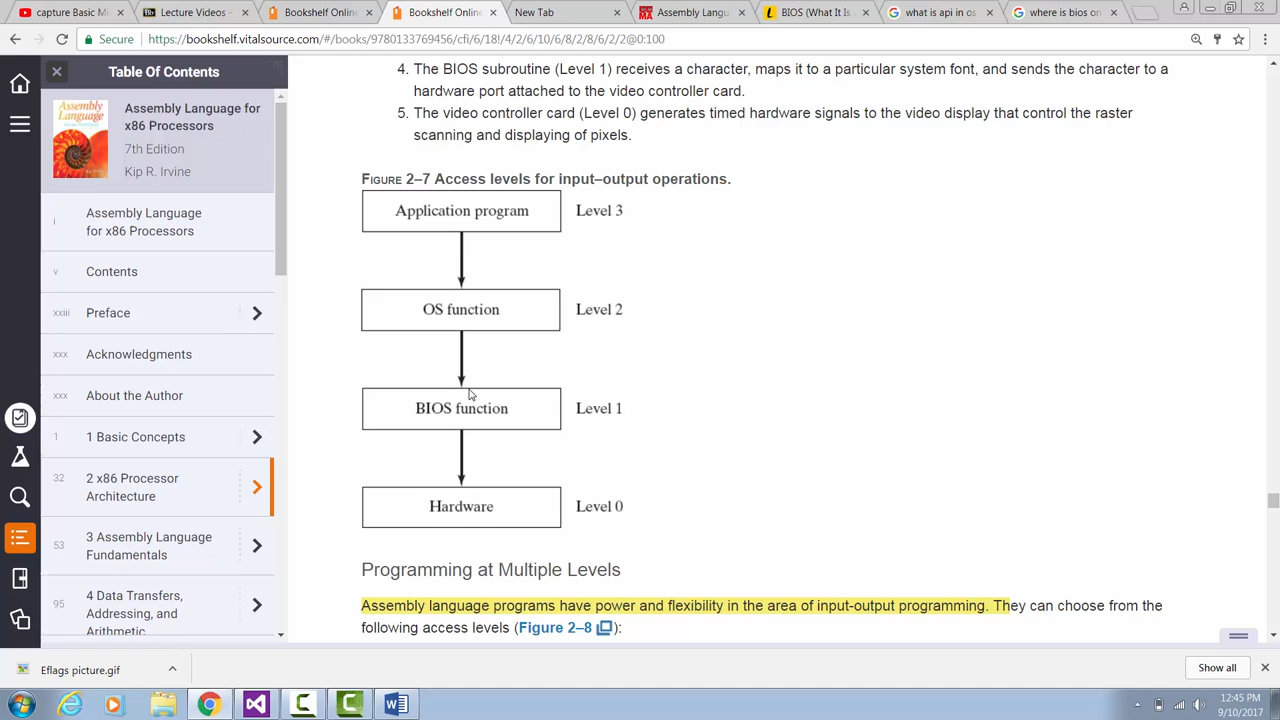 capture Basic Mi
Lecture Videos -
Bookshelf Online
Bookshelf Online
New Tab
Assembly Langu
BIOS (What It Is
what is api in os
where is bios on
Secure https://bookshelf.vitalsource.com/#/books/9780133769456/cfi/6/18!/4/2/6/10/6/8/2/8/6/2/2@0:100
Table Of Contents
Assembly Language
Assembly Language for
x86 Processors
7th Edition
Kip R. Irvine
i Assembly Language
for x86 Processors
v Contents
xxiii Preface
xxx Acknowledgments
xxx About the Author
1 1 Basic Concepts
32 2 x86 Processor
Architecture
53 3 Assembly Language
Fundamentals
95 4 Data Transfers,
Addressing, and
Arithmetic
4. The BIOS subroutine (Level 1) receives a character, maps it to a particular system font, and sends the character to a
hardware port attached to the video controller card.
5. The video controller card (Level 0) generates timed hardware signals to the video display that control the raster
scanning and displaying of pixels.
FIGURE 2–7 Access levels for input–output operations.
Application program Level 3
OS function Level 2
BIOS function Level 1
Hardware Level 0
Programming at Multiple Levels
Assembly language programs have power and flexibility in the area of input-output programming. They can choose from the
following access levels (Figure 2–8):
Eflags picture.gif
Show all
12:45 PM
9/10/2017